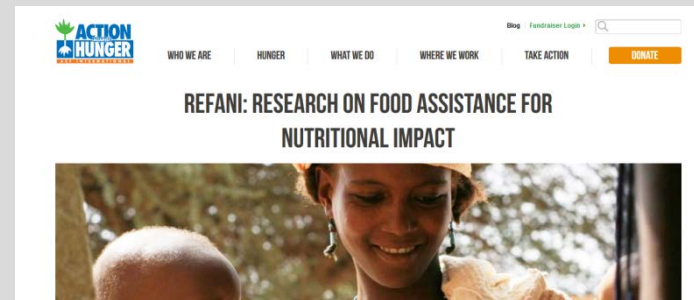 ACTION
HUNGER
ACF INTERNATIONAL
Blog
Fundraiser Login
WHO WE ARE
HUNGER
WHAT WE DO
WHERE WE WORK
TAKE ACTION
DONATE
REFANI: RESEARCH ON FOOD ASSISTANCE FOR
NUTRITIONAL IMPACT